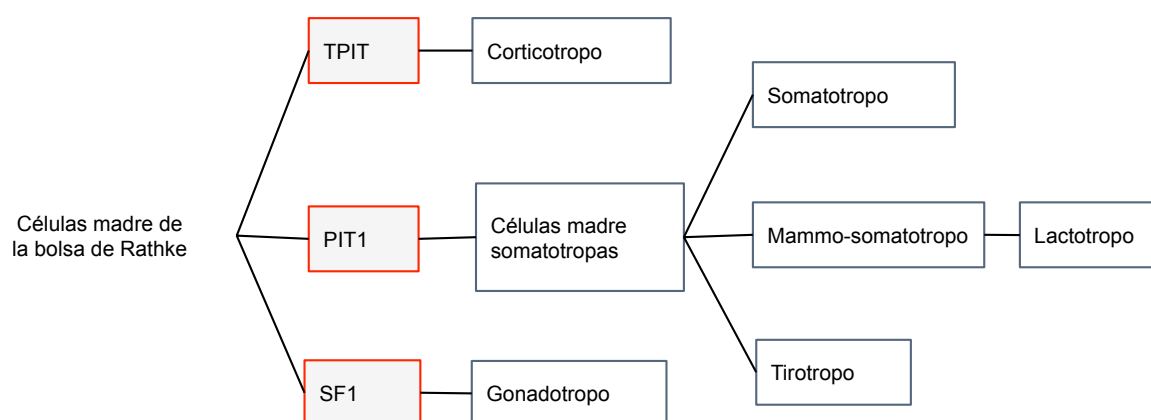 TPIT
Corticotropo
Somatotropo
Células madre de
la bolsa de Rathke
PIT1
Células madre
somatotropas
Mammo-somatotropo
Lactotropo
Tirotropo
SF1
Gonadotropo